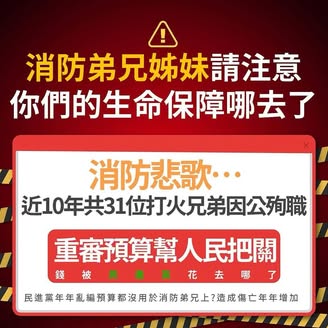 消防弟兄姊妹請注意
你們的生命保障哪去了
消防悲歌…
近10年共31位打火兄弟因公殉職
重審預算幫人民把關
錢被民進黨花去哪了
民進黨年年亂編預算都沒用於消防弟兄上?造成傷亡年年增加